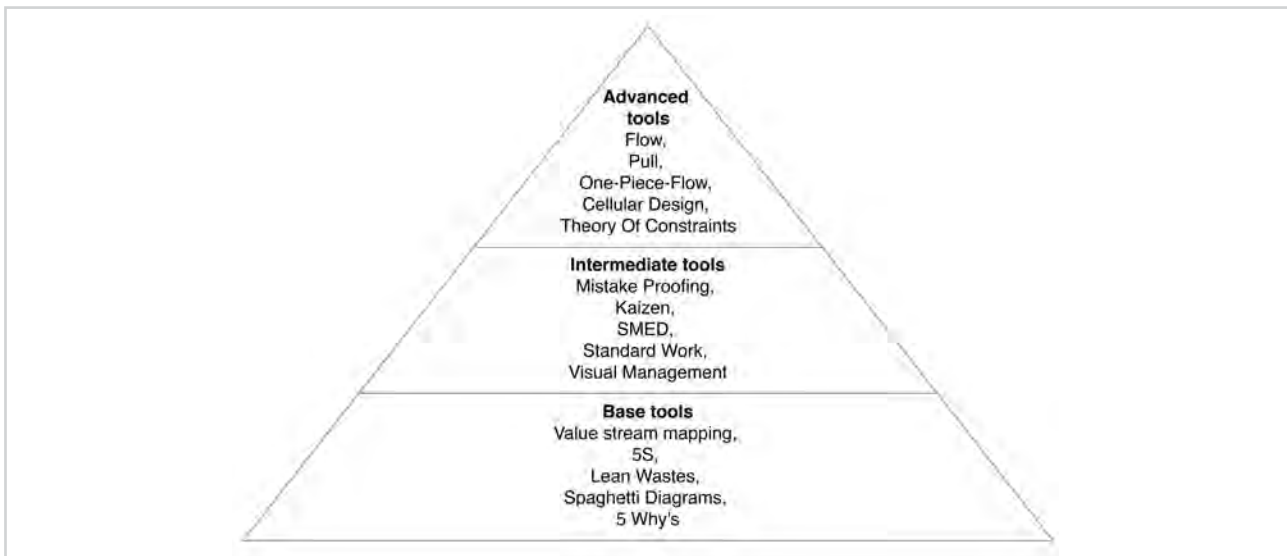 Advanced
tools
Flow,
Pull,
One-Piece-Flow,
Cellular Design,
Theory Of Constraints
Intermediate tools
Mistake Proofing,
Kaizen,
SMED,
Standard Work,
Visual Management
Base tools
Value stream mapping,
5S,
Lean Wastes,
Spaghetti Diagrams,
5 Why's